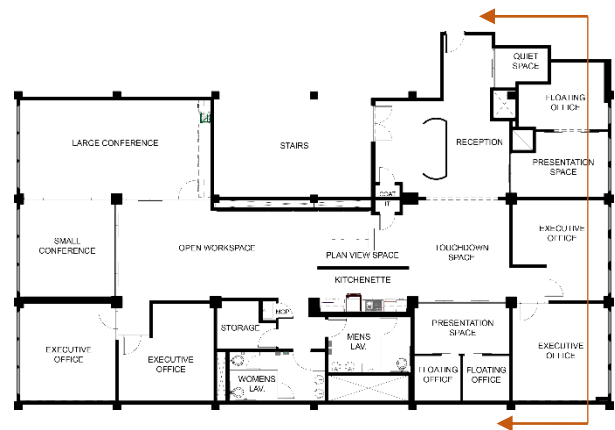 QUIET
SPACE
FLOATING
OFFICE
LARGE CONFERENCE
STAIRS
RECEPTION
PRESENTATION
SPACE
COAT
IT
SMALL
CONFERENCE
OPEN WORKSPACE
PLAN VIEW SPACE
TOUCHDOWN
SPACE
EXECUTIVE
OFFICE
KITCHENETTE
STORAGE
MENS
LAV.
PRESENTATION
SPACE
EXECUTIVE
OFFICE
EXECUTIVE
OFFICE
EXECUTIVE
OFFICE
WOMENS
LAV.
FLOATING
OFFICE
FLOATING
OFFICE